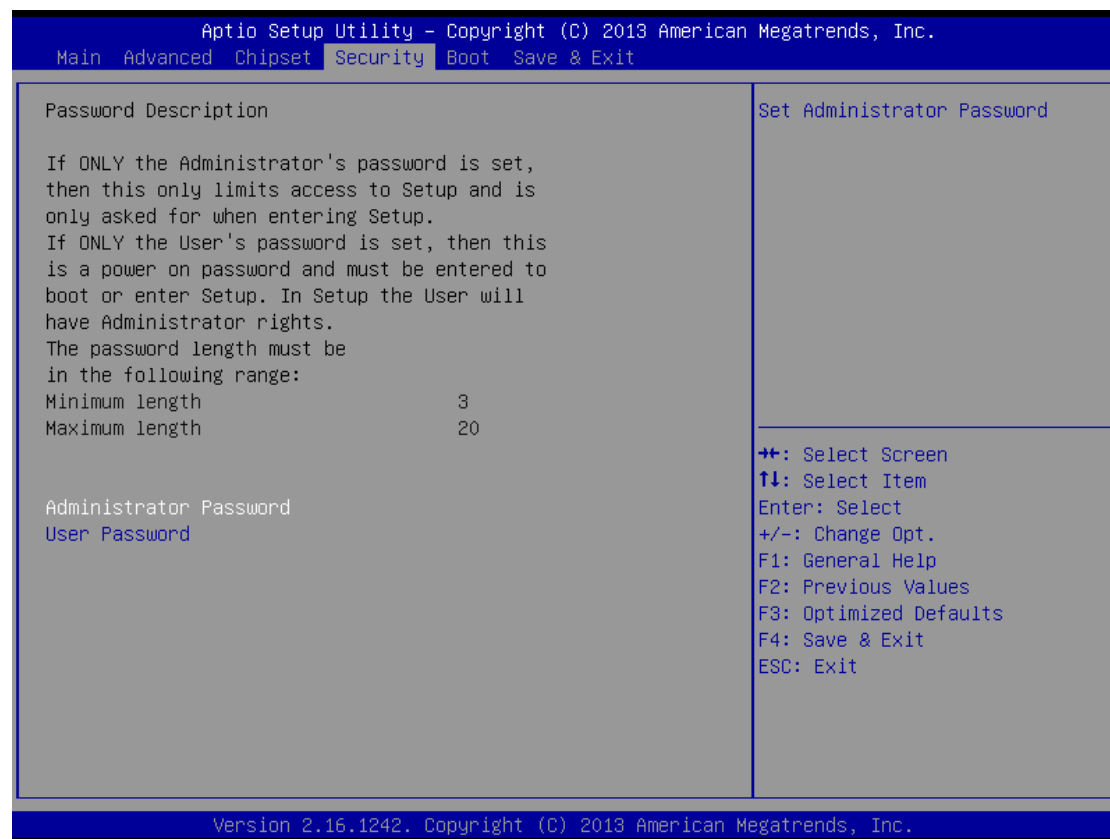 Aptio Setup Utility – Copyright (C) 2013 American Megatrends, Inc.
Main Advanced Chipset Security Boot Save & Exit
Password Description
If ONLY the Administrator's password is set,
then this only limits access to Setup and is
only asked for when entering Setup.
If ONLY the User's password is set, then this
is a power on password and must be entered to
boot or enter Setup. In Setup the User will
have Administrator rights.
The password length must be
in the following range:
Minimum length 3
Maximum length 20
Administrator Password
User Password
Set Administrator Password
→←: Select Screen
↑↓: Select Item
Enter: Select
+/-: Change Opt.
F1: General Help
F2: Previous Values
F3: Optimized Defaults
F4: Save & Exit
ESC: Exit
Version 2.16.1242. Copyright (C) 2013 American Megatrends, Inc.